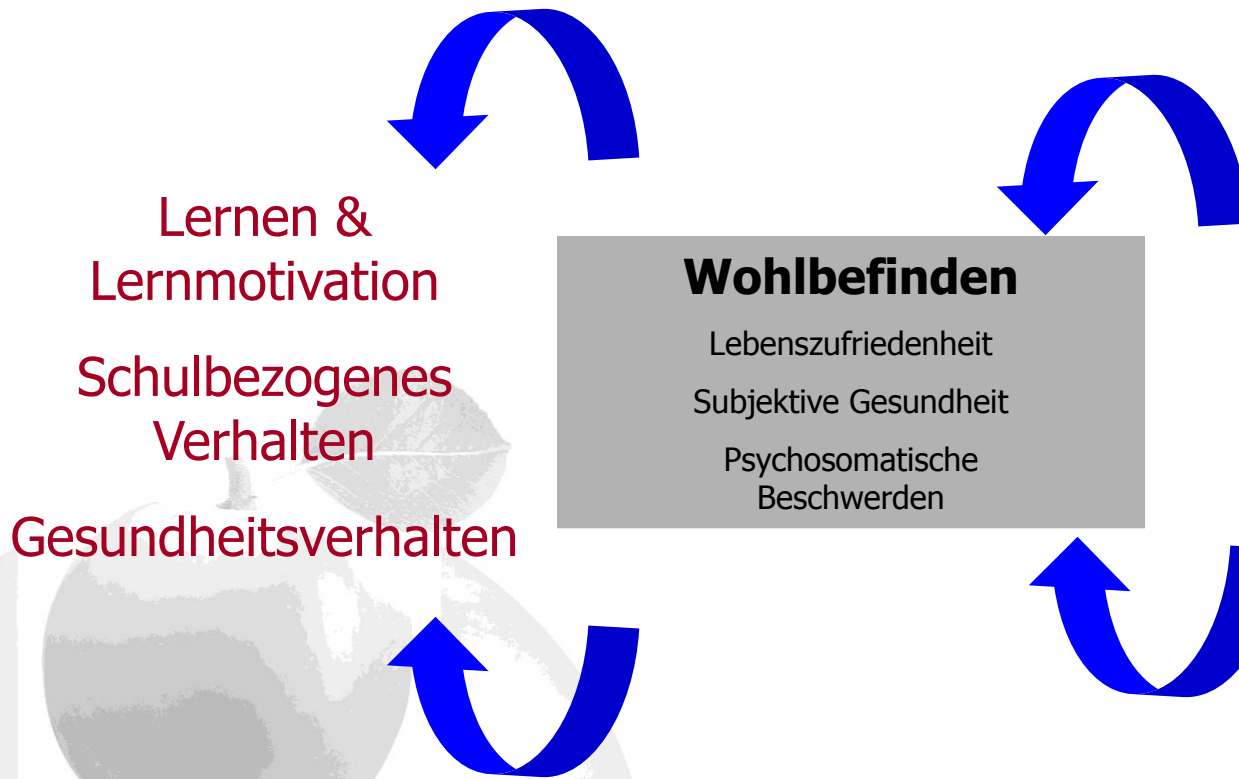 Lernen &
Lernmotivation
Schulbezogenes
Verhalten
Gesundheitsverhalten
Wohlbefinden
Lebenszufriedenheit
Subjektive Gesundheit
Psychosomatische
Beschwerden